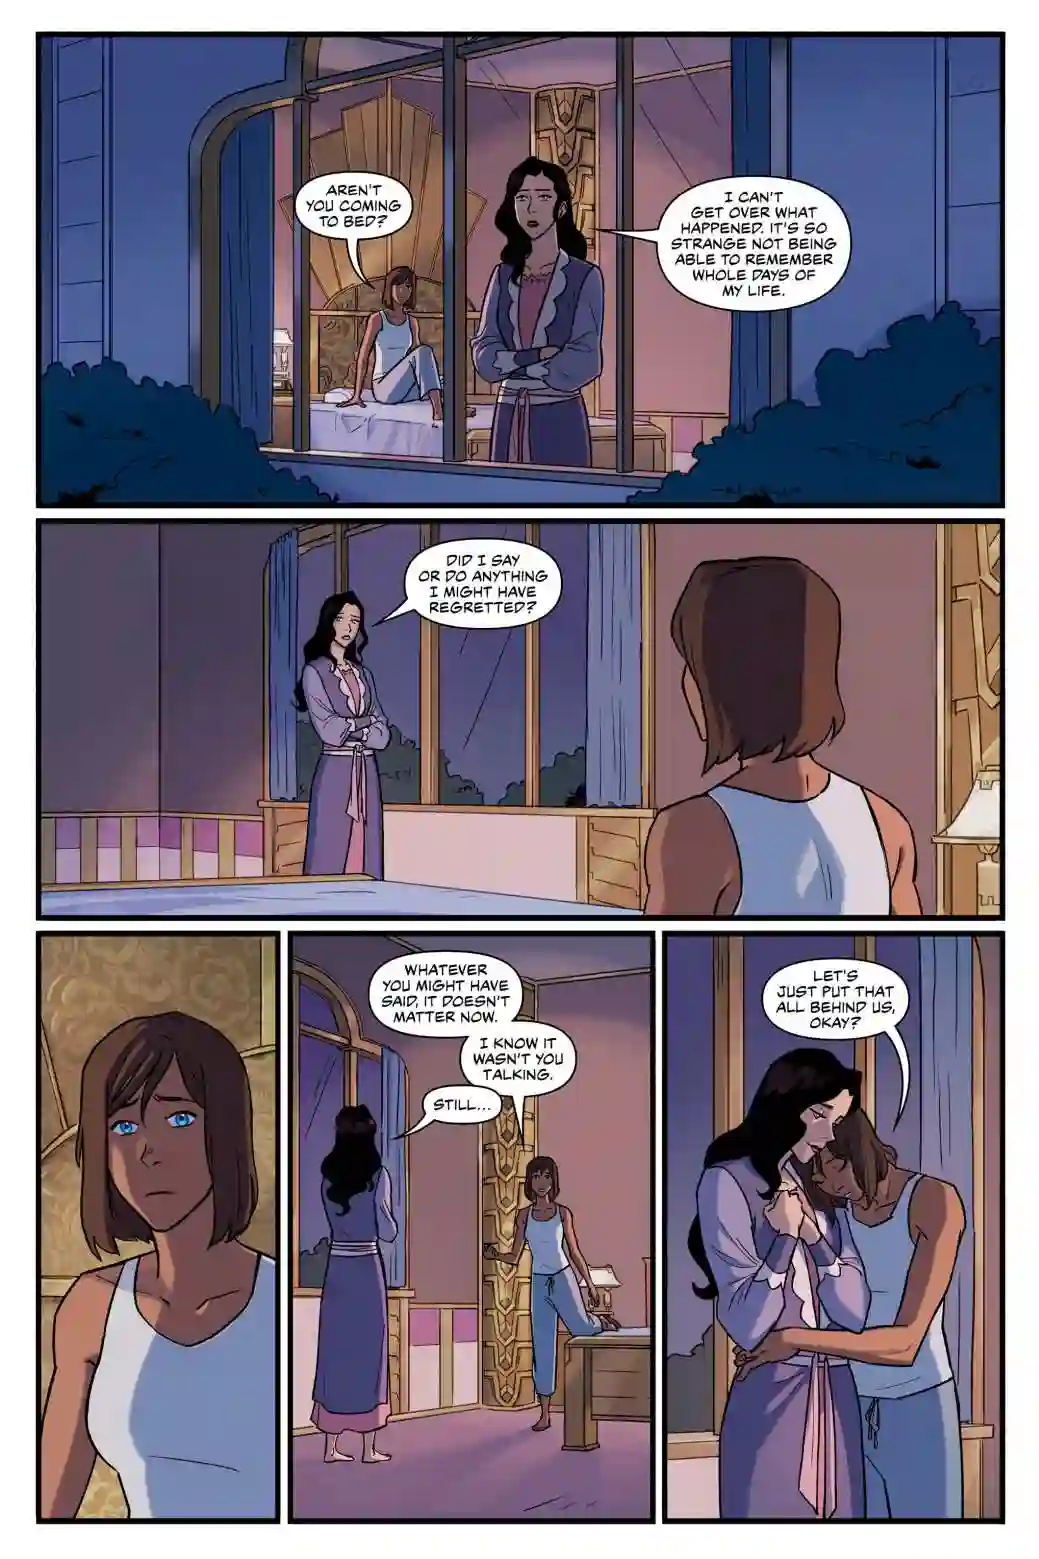 AREN'T
YOU COMING
TO BED?
I CAN'T
GET OVER WHAT
HAPPENED. IT'S SO
STRANGE NOT BEING
ABLE TO REMEMBER
WHOLE DAYS OF
MY LIFE.
DID I SAY
OR DO ANYTHING
I MIGHT HAVE
REGRETTED?
WHATEVER
YOU MIGHT HAVE
SAID, IT DOESN'T
MATTER NOW.
I KNOW IT
WASN'T YOU
TALKING.
STILL...
LET'S
JUST PUT THAT
ALL BEHIND US,
OKAY?